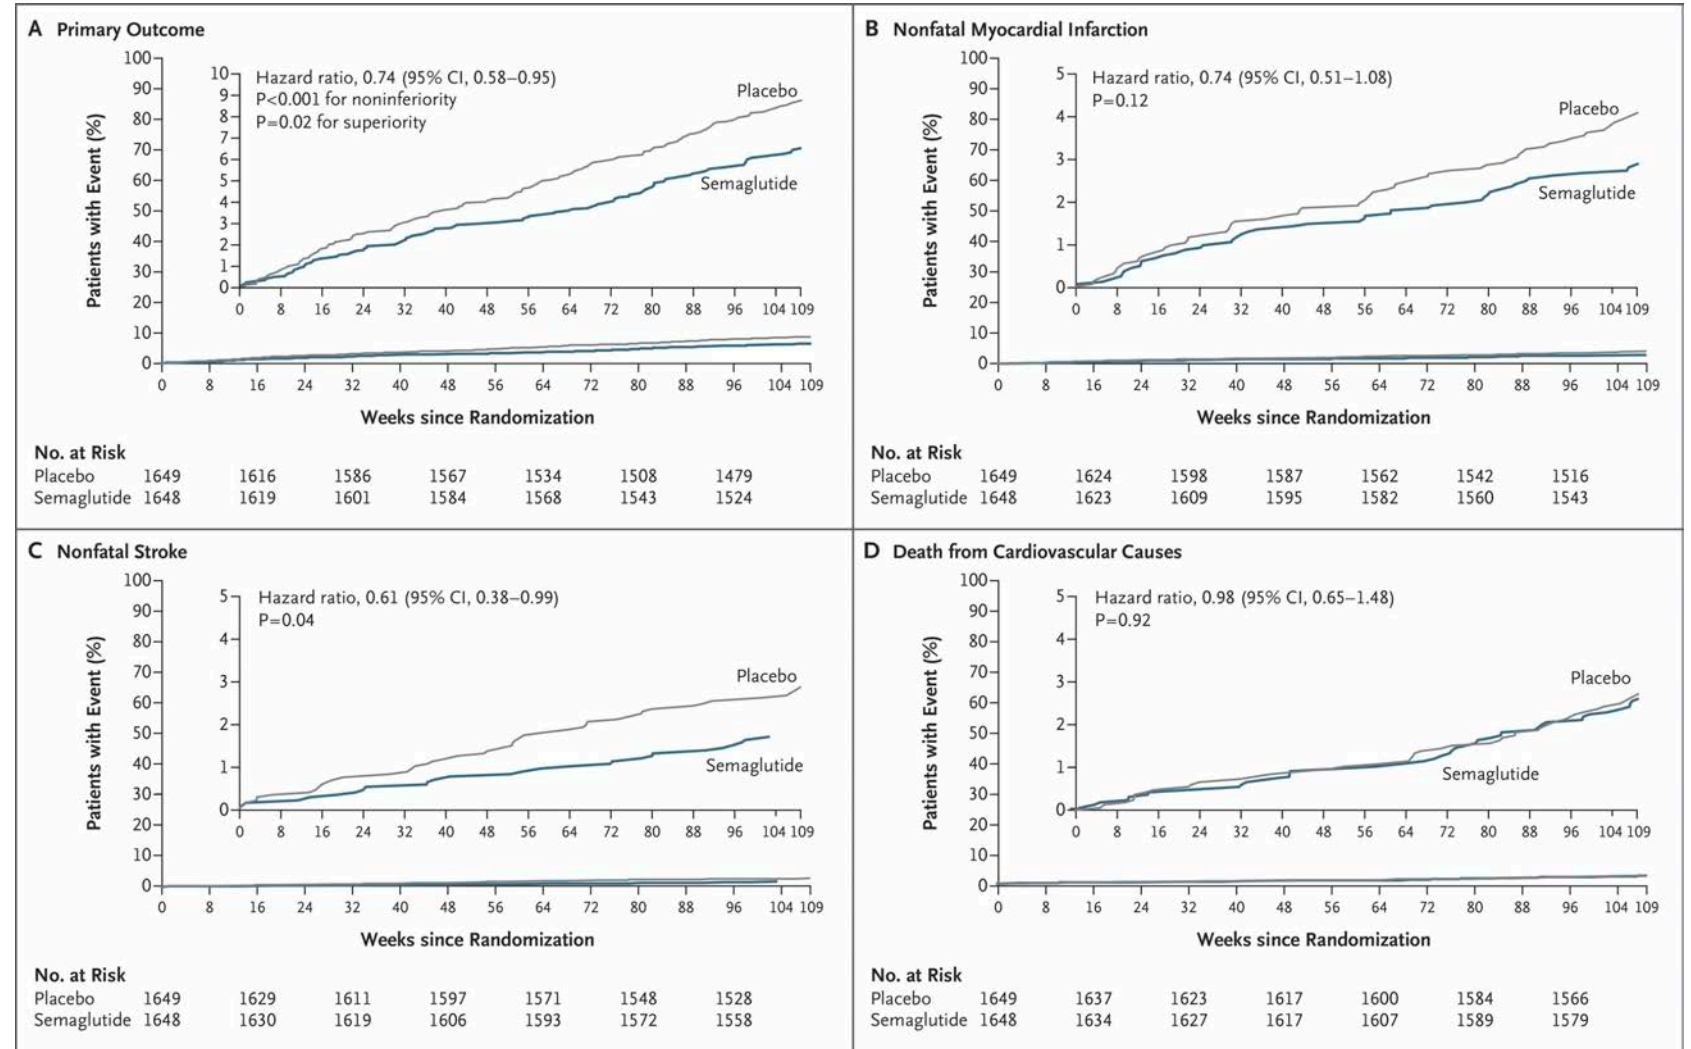 A Primary Outcome
100
90
80
70
60
50
40
30
20
10
0
Patients with Event (%)
10
9
8
7
6
5
4
3
2
1
0
Hazard ratio, 0.74 (95% CI, 0.58–0.95)
P<0.001 for noninferiority
P=0.02 for superiority
Placebo
Semaglutide
0 8 16 24 32 40 48 56 64 72 80 88 96 104 109
0 8 16 24 32 40 48 56 64 72 80 88 96 104 109
Weeks since Randomization
No. at Risk
Placebo 1649 1616 1586 1567 1534 1508 1479
Semaglutide 1648 1619 1601 1584 1568 1543 1524
B Nonfatal Myocardial Infarction
100
90
80
70
60
50
40
30
20
10
0
Patients with Event (%)
5
4
3
2
1
0
Hazard ratio, 0.74 (95% CI, 0.51–1.08)
P=0.12
Placebo
Semaglutide
0 8 16 24 32 40 48 56 64 72 80 88 96 104 109
0 8 16 24 32 40 48 56 64 72 80 88 96 104 109
Weeks since Randomization
No. at Risk
Placebo 1649 1624 1598 1587 1562 1542 1516
Semaglutide 1648 1623 1609 1595 1582 1560 1543
C Nonfatal Stroke
100
90
80
70
60
50
40
30
20
10
0
Patients with Event (%)
5
4
3
2
1
0
Hazard ratio, 0.61 (95% CI, 0.38–0.99)
P=0.04
Placebo
Semaglutide
0 8 16 24 32 40 48 56 64 72 80 88 96 104 109
0 8 16 24 32 40 48 56 64 72 80 88 96 104 109
Weeks since Randomization
No. at Risk
Placebo 1649 1629 1611 1597 1571 1548 1528
Semaglutide 1648 1630 1619 1606 1593 1572 1558
D Death from Cardiovascular Causes
100
90
80
70
60
50
40
30
20
10
0
Patients with Event (%)
5
4
3
2
1
0
Hazard ratio, 0.98 (95% CI, 0.65–1.48)
P=0.92
Placebo
Semaglutide
0 8 16 24 32 40 48 56 64 72 80 88 96 104 109
0 8 16 24 32 40 48 56 64 72 80 88 96 104 109
Weeks since Randomization
No. at Risk
Placebo 1649 1637 1623 1617 1600 1584 1566
Semaglutide 1648 1634 1627 1617 1607 1589 1579